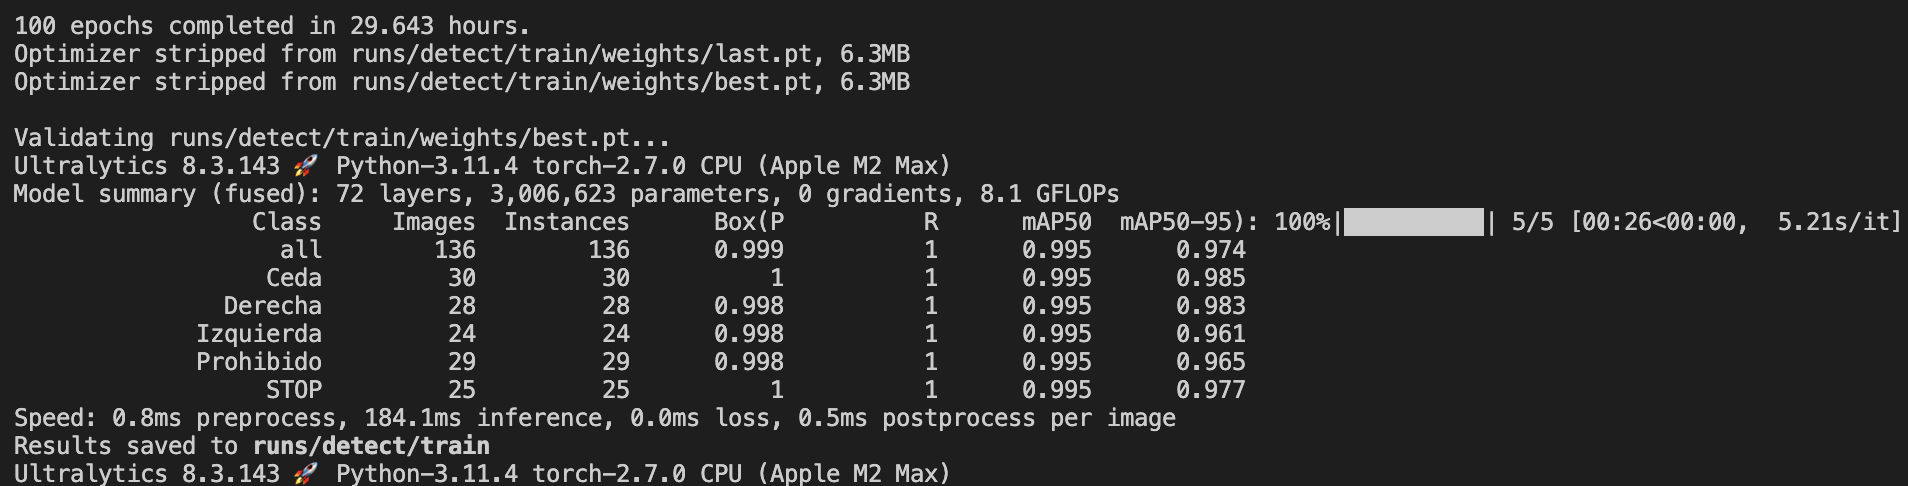 100 epochs completed in 29.643 hours.
Optimizer stripped from runs/detect/train/weights/last.pt, 6.3MB
Optimizer stripped from runs/detect/train/weights/best.pt, 6.3MB
Validating runs/detect/train/weights/best.pt...
Ultralytics 8.3.143 🚀 Python-3.11.4 torch-2.7.0 CPU (Apple M2 Max)
Model summary (fused): 72 layers, 3,006,623 parameters, 0 gradients, 8.1 GFLOPs
Class Images Instances Box(P R mAP50 mAP50-95): 100%|██████████| 5/5 [00:26<00:00, 5.21s/it]
all 136 136 0.999 1 0.995 0.974
Ceda 30 30 1 1 0.995 0.985
Derecha 28 28 0.998 1 0.995 0.983
Izquierda 24 24 0.998 1 0.995 0.961
Prohibido 29 29 0.998 1 0.995 0.965
STOP 25 25 1 1 0.995 0.977
Speed: 0.8ms preprocess, 184.1ms inference, 0.0ms loss, 0.5ms postprocess per image
Results saved to runs/detect/train
Ultralytics 8.3.143 🚀 Python-3.11.4 torch-2.7.0 CPU (Apple M2 Max)